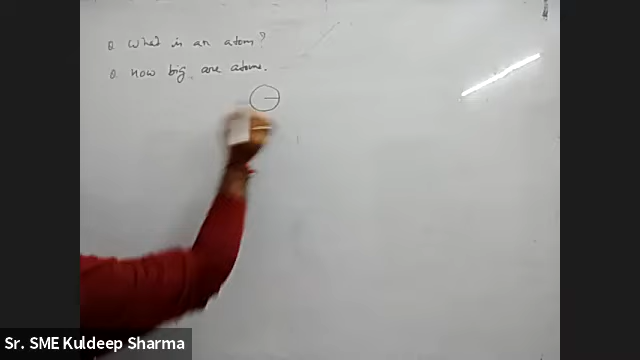 Q. What is an atom?
Q. How big are atoms.
Sr. SME Kuldeep Sharma